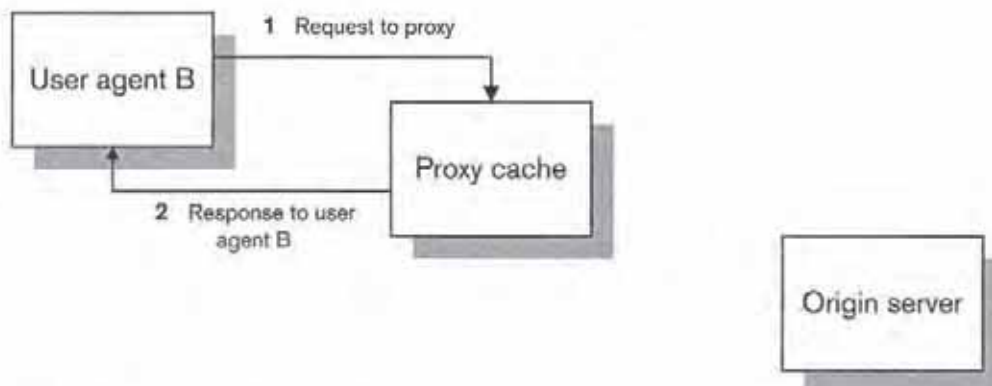 1 Request to proxy
User agent B
Proxy cache
2 Response to user
agent B
Origin server